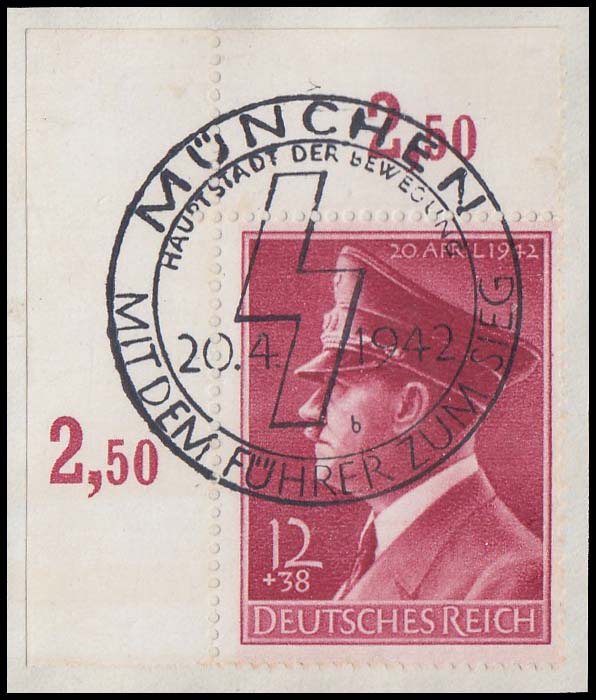 2,50
MÜNCHEN
HAUPTSTADT DER BEWEGUNG
20. APRIL 1942
20.4. 1942
b
MIT DEM FÜHRER ZUM SIEG
2,50
12
+38
DEUTSCHES REICH